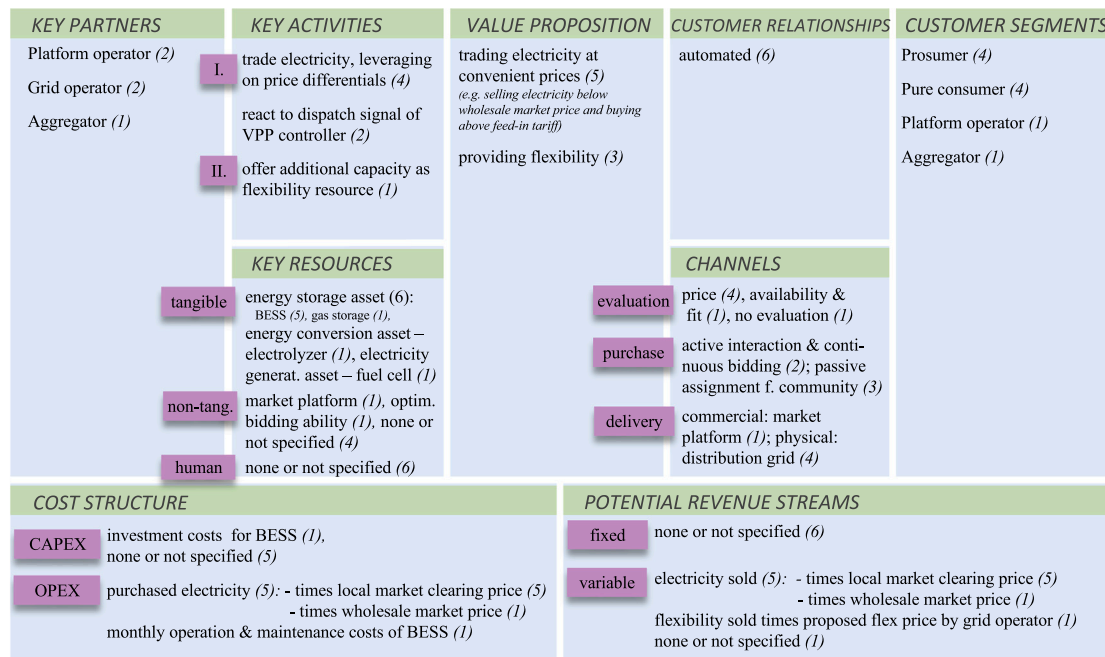 KEY PARTNERS
Platform operator (2)
Grid operator (2)
Aggregator (1)
KEY ACTIVITIES
I.
trade electricity, leveraging
on price differentials (4)
react to dispatch signal of
VPP controller (2)
II.
offer additional capacity as
flexibility resource (1)
KEY RESOURCES
tangible
energy storage asset (6):
BESS (5), gas storage (1),
energy conversion asset –
electrolyzer (1), electricity
generat. asset – fuel cell (1)
non-tang.
market platform (1), optim.
bidding ability (1), none or
not specified (4)
human
none or not specified (6)
VALUE PROPOSITION
trading electricity at
convenient prices (5)
(e.g. selling electricity below
wholesale market price and buying
above feed-in tariff)
providing flexibility (3)
CUSTOMER RELATIONSHIPS
automated (6)
CHANNELS
evaluation
price (4), availability &
fit (1), no evaluation (1)
purchase
active interaction & conti-
nuous bidding (2); passive
assignment f. community (3)
delivery
commercial: market
platform (1); physical:
distribution grid (4)
CUSTOMER SEGMENTS
Prosumer (4)
Pure consumer (4)
Platform operator (1)
Aggregator (1)
COST STRUCTURE
CAPEX
investment costs for BESS (1),
none or not specified (5)
OPEX
purchased electricity (5): - times local market clearing price (5)
- times wholesale market price (1)
monthly operation & maintenance costs of BESS (1)
POTENTIAL REVENUE STREAMS
fixed
none or not specified (6)
variable
electricity sold (5): - times local market clearing price (5)
- times wholesale market price (1)
flexibility sold times proposed flex price by grid operator (1)
none or not specified (1)